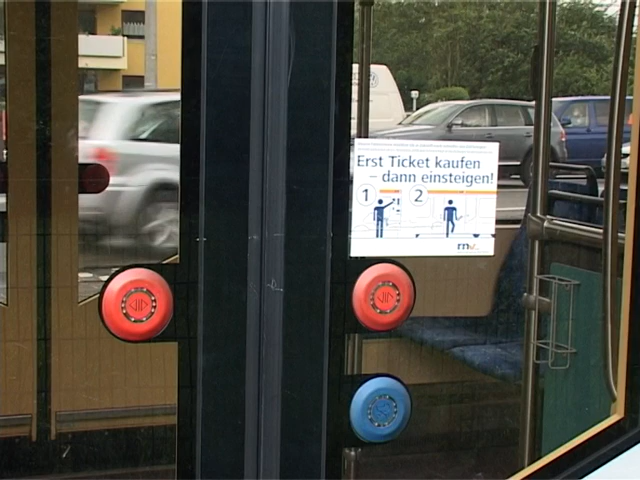 Erst Ticket kaufen
– dann einsteigen!
1 2
rnv